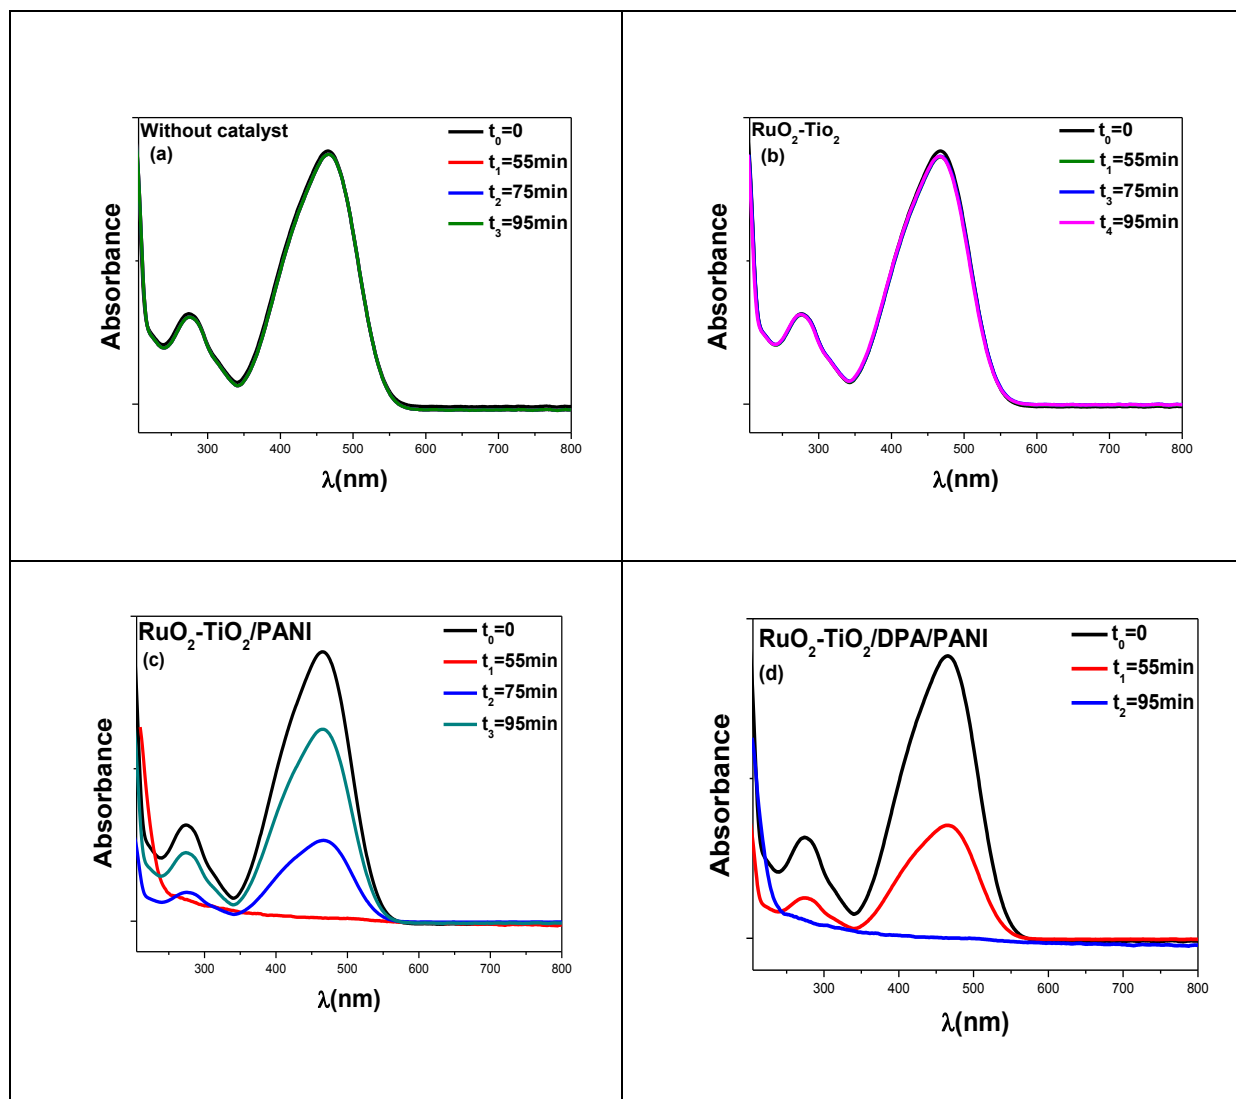 Without catalyst
(a)
t₀=0
t₁=55min
t₂=75min
t₃=95min
Absorbance
300 400 500 600 700 800
λ(nm)
RuO₂-Tio₂
(b)
t₀=0
t₁=55min
t₃=75min
t₄=95min
Absorbance
300 400 500 600 700 800
λ(nm)
RuO₂-TiO₂/PANI
(c)
t₀=0
t₁=55min
t₂=75min
t₃=95min
Absorbance
300 400 500 600 700 800
λ(nm)
RuO₂-TiO₂/DPA/PANI
(d)
t₀=0
t₁=55min
t₂=95min
Absorbance
300 400 500 600 700 800
λ(nm)